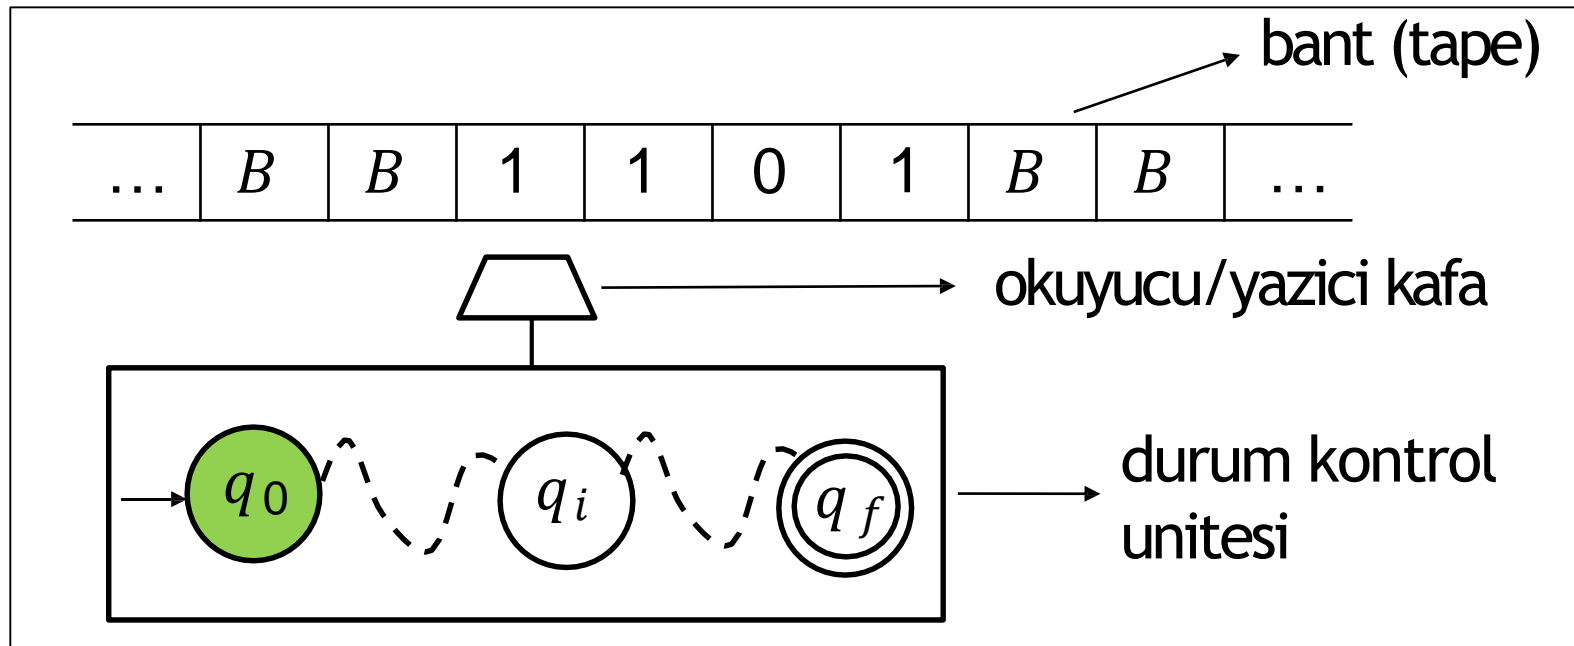 bant (tape)
... B B 1 1 0 1 B B ...
okuyucu/yazici kafa
q0 qi qf
durum kontrol
unitesi